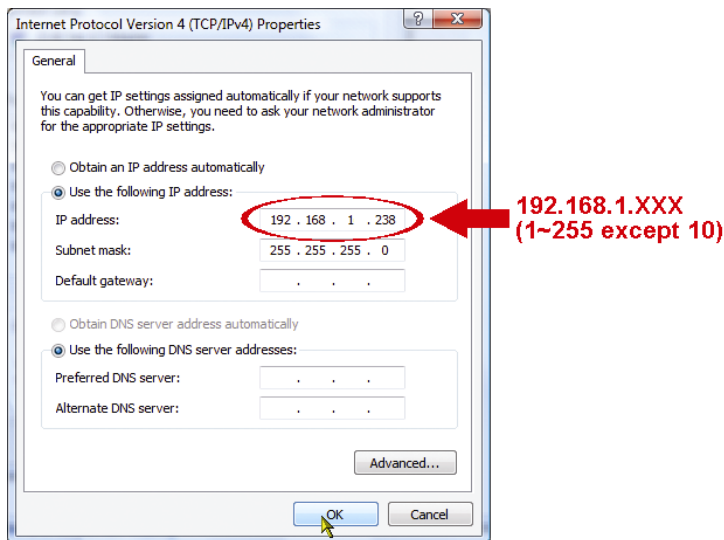 Internet Protocol Version 4 (TCP/IPv4) Properties
General
You can get IP settings assigned automatically if your network supports
this capability. Otherwise, you need to ask your network administrator
for the appropriate IP settings.
Obtain an IP address automatically
Use the following IP address:
IP address: 192 . 168 . 1 . 238
192.168.1.XXX
(1~255 except 10)
Subnet mask: 255 . 255 . 255 . 0
Default gateway: . . .
Obtain DNS server address automatically
Use the following DNS server addresses:
Preferred DNS server: . . .
Alternate DNS server: . . .
Advanced...
OK Cancel